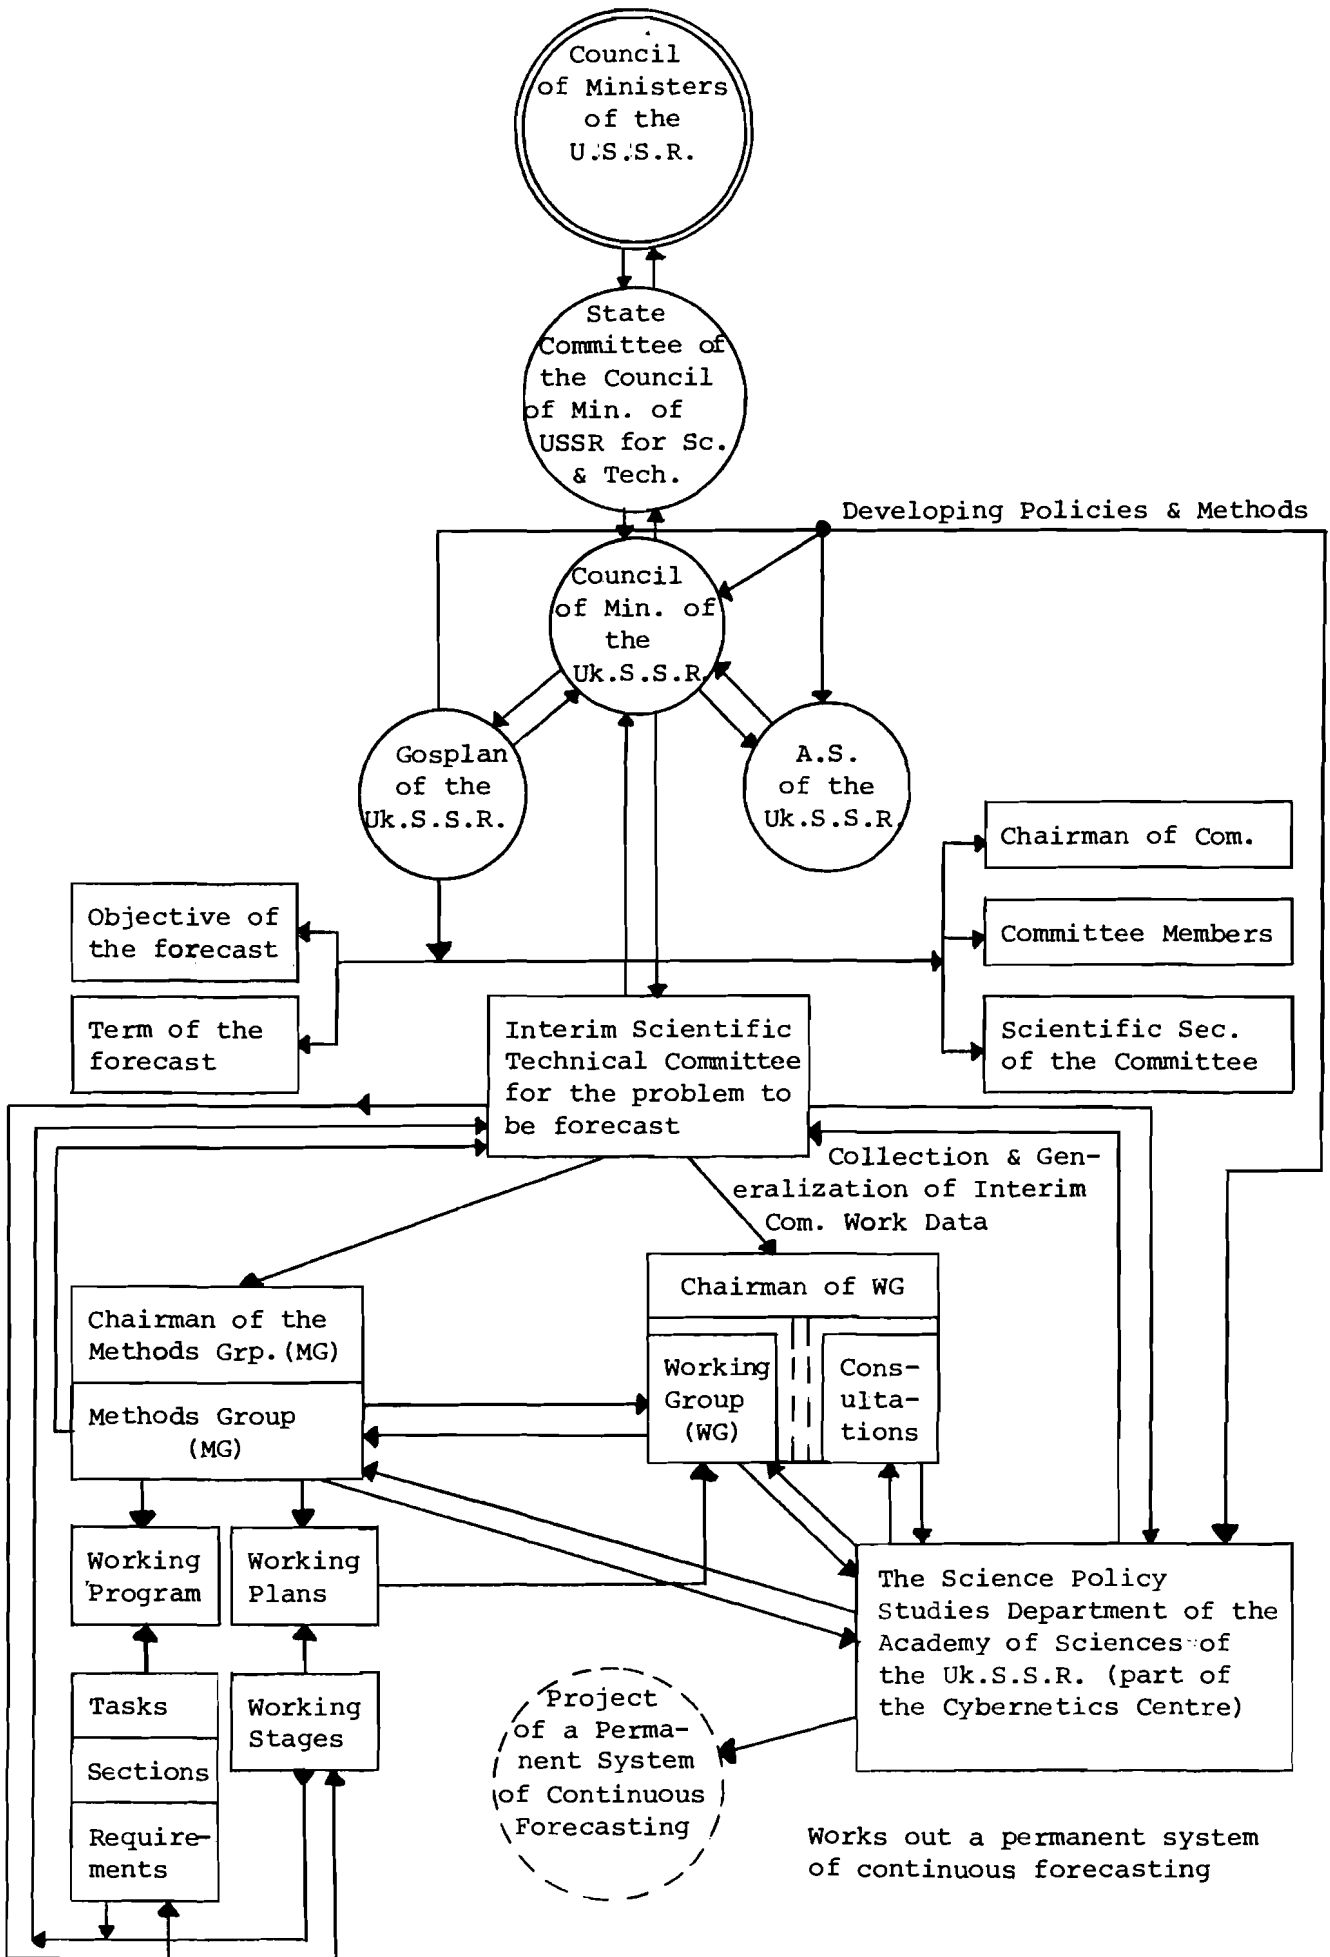 Council
of Ministers
of the
U.S.S.R.
State
Committee of
the Council
of Min. of
USSR for Sc.
& Tech.
Developing Policies & Methods
Council
of Min. of
the
Uk.S.S.R.
Gosplan
of the
Uk.S.S.R.
A.S.
of the
Uk.S.S.R.
Chairman of Com.
Committee Members
Scientific Sec.
of the Committee
Objective of
the forecast
Term of the
forecast
Interim Scientific
Technical Committee
for the problem to
be forecast
Collection & Gen-
eralization of Interim
Com. Work Data
Chairman of the
Methods Grp. (MG)
Methods Group
(MG)
Chairman of WG
Working
Group
(WG)
Cons-
ulta-
tions
Working
Program
Working
Plans
Tasks
Sections
Require-
ments
Working
Stages
The Science Policy
Studies Department of the
Academy of Sciences of
the Uk.S.S.R. (part of
the Cybernetics Centre)
Project
of a Perma-
nent System
of Continuous
Forecasting
Works out a permanent system
of continuous forecasting